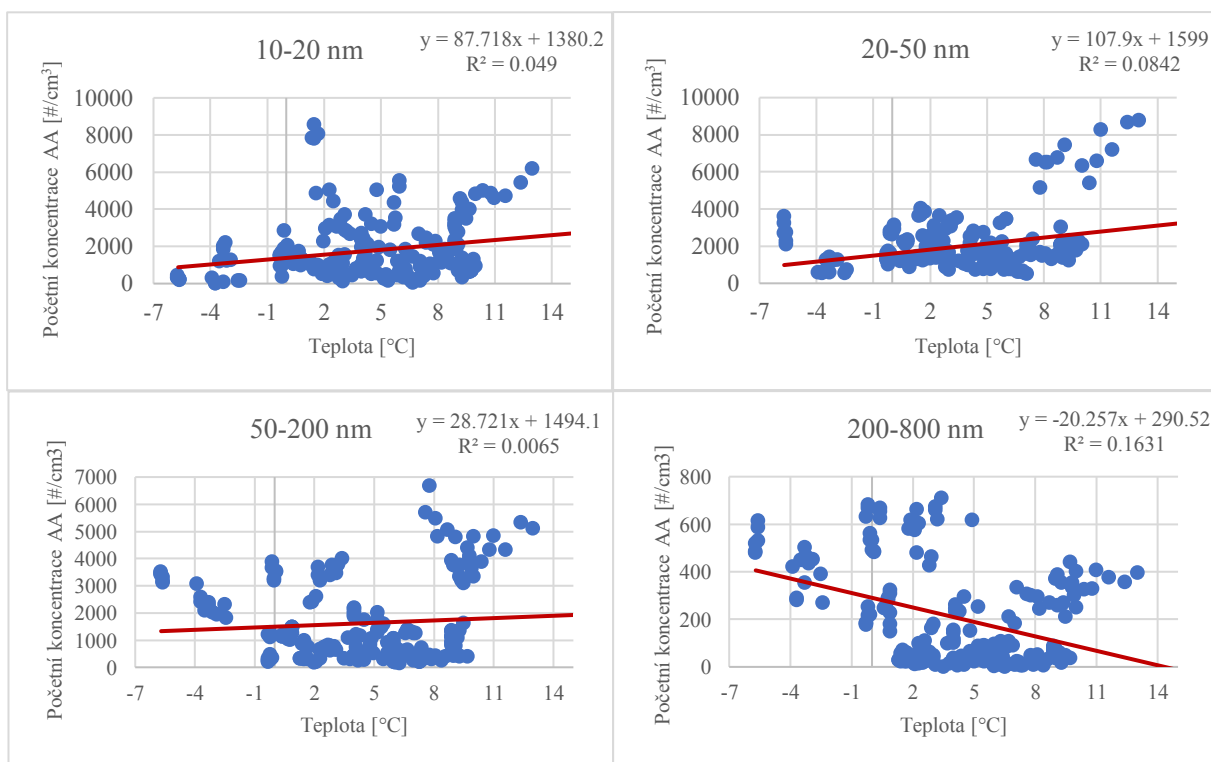 10-20 nm
y = 87.718x + 1380.2
R² = 0.049
Početní koncentrace AA [#/cm³]
10000
8000
6000
4000
2000
0
-7 -4 -1 2 5 8 11 14
Teplota [°C]
20-50 nm
y = 107.9x + 1599
R² = 0.0842
Početní koncentrace AA [#/cm³]
10000
8000
6000
4000
2000
0
-7 -4 -1 2 5 8 11 14
Teplota [°C]
50-200 nm
y = 28.721x + 1494.1
R² = 0.0065
Početní koncentrace AA [#/cm3]
7000
6000
5000
4000
3000
2000
1000
0
-7 -4 -1 2 5 8 11 14
Teplota [°C]
200-800 nm
y = -20.257x + 290.52
R² = 0.1631
Početní koncentrace AA [#/cm3]
800
600
400
200
0
-7 -4 -1 2 5 8 11 14
Teplota [°C]